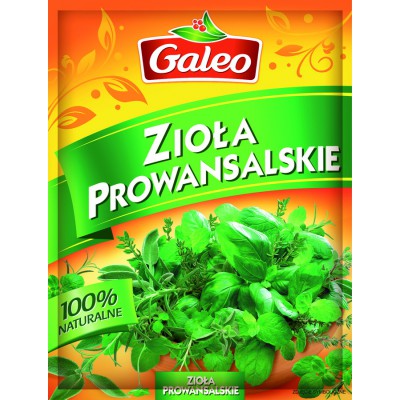 Galeo
ZIOŁA
PROWANSALSKIE
100%
NATURALNE
ZIOŁA
PROWANSALSKIE